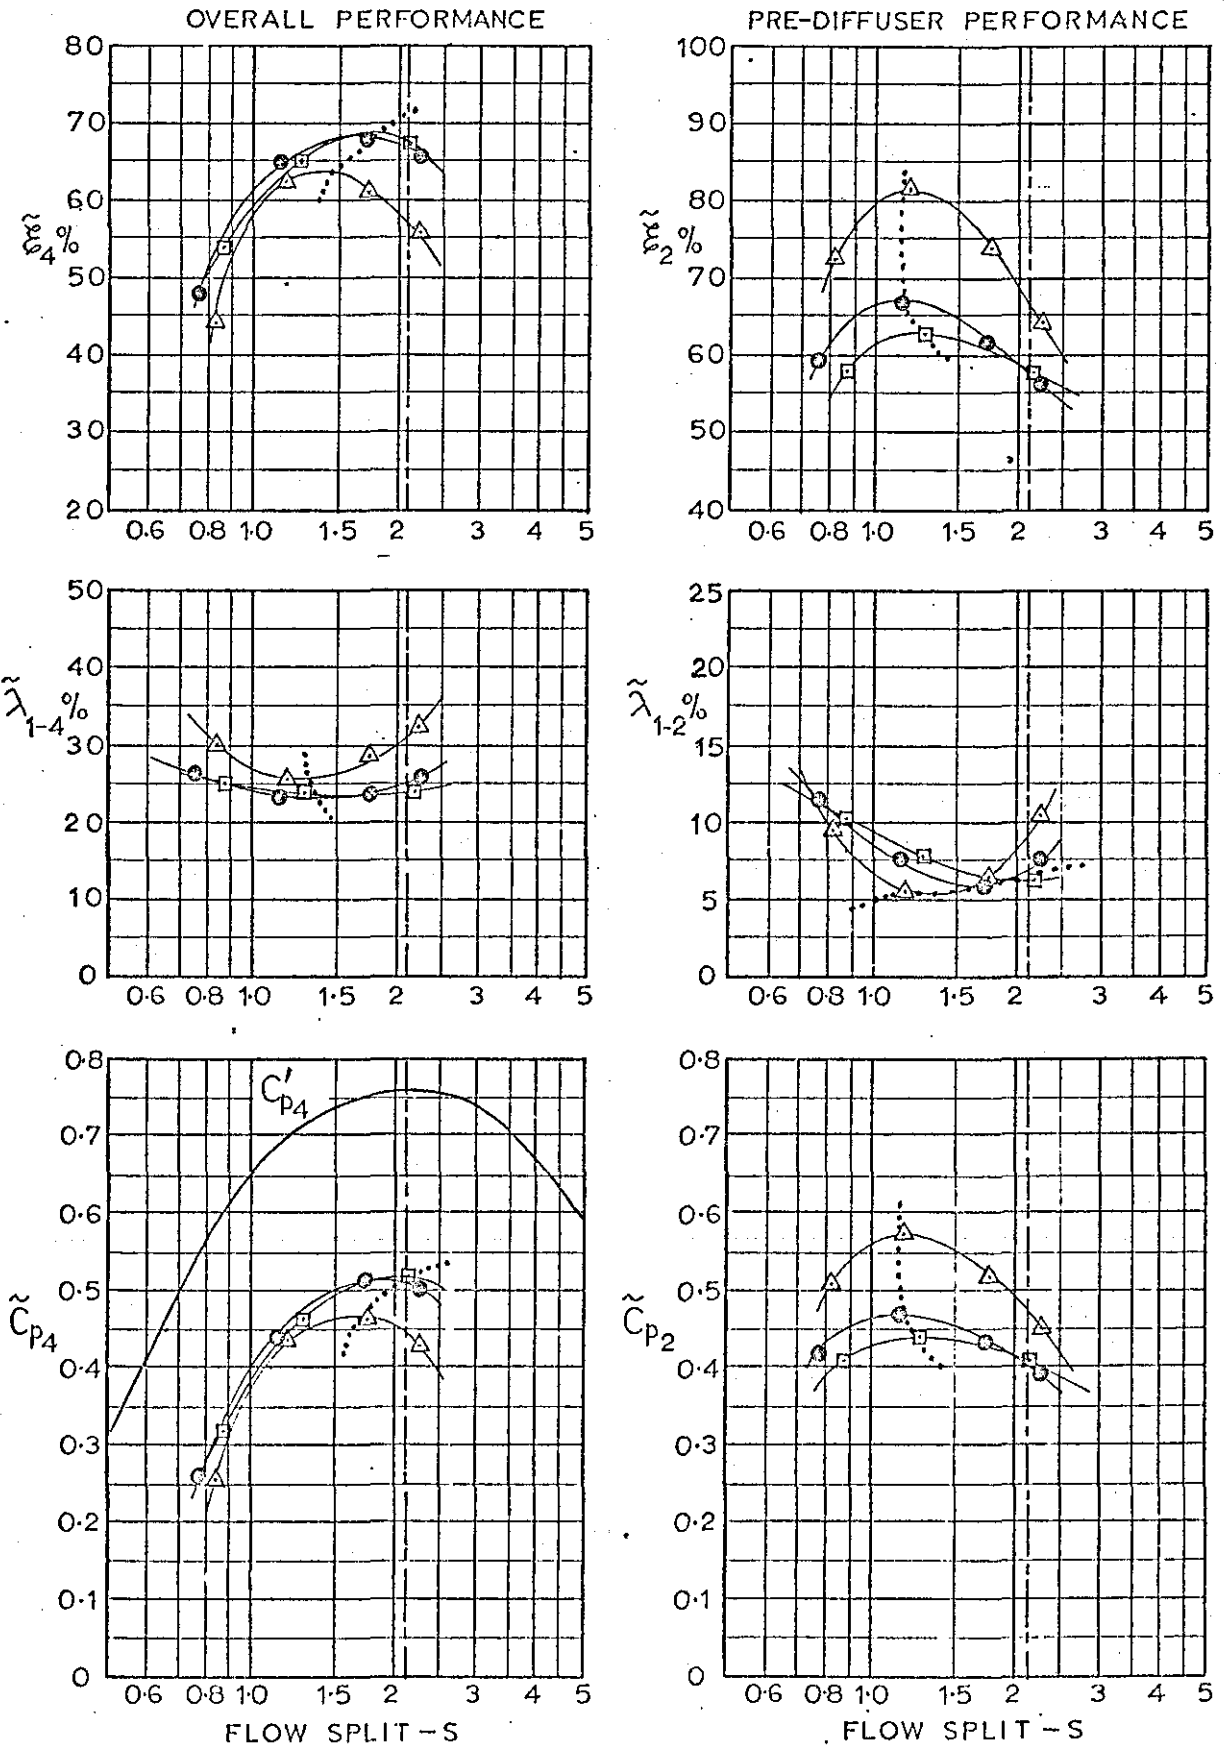 OVERALL PERFORMANCE
80
70
60
50
40
30
20
ξ̃4%
0.6 0.8 1.0 1.5 2 3 4 5
50
40
30
20
10
0
λ̃1-4%
0.6 0.8 1.0 1.5 2 3 4 5
0.8
0.7
0.6
0.5
0.4
0.3
0.2
0.1
0
C̃p4
C'p4
0.6 0.8 1.0 1.5 2 3 4 5
FLOW SPLIT-S
PRE-DIFFUSER PERFORMANCE
100
90
80
70
60
50
40
ξ̃2%
0.6 0.8 1.0 1.5 2 3 4 5
25
20
15
10
5
0
λ̃1-2%
0.6 0.8 1.0 1.5 2 3 4 5
0.8
0.7
0.6
0.5
0.4
0.3
0.2
0.1
0
C̃p2
0.6 0.8 1.0 1.5 2 3 4 5
FLOW SPLIT-S